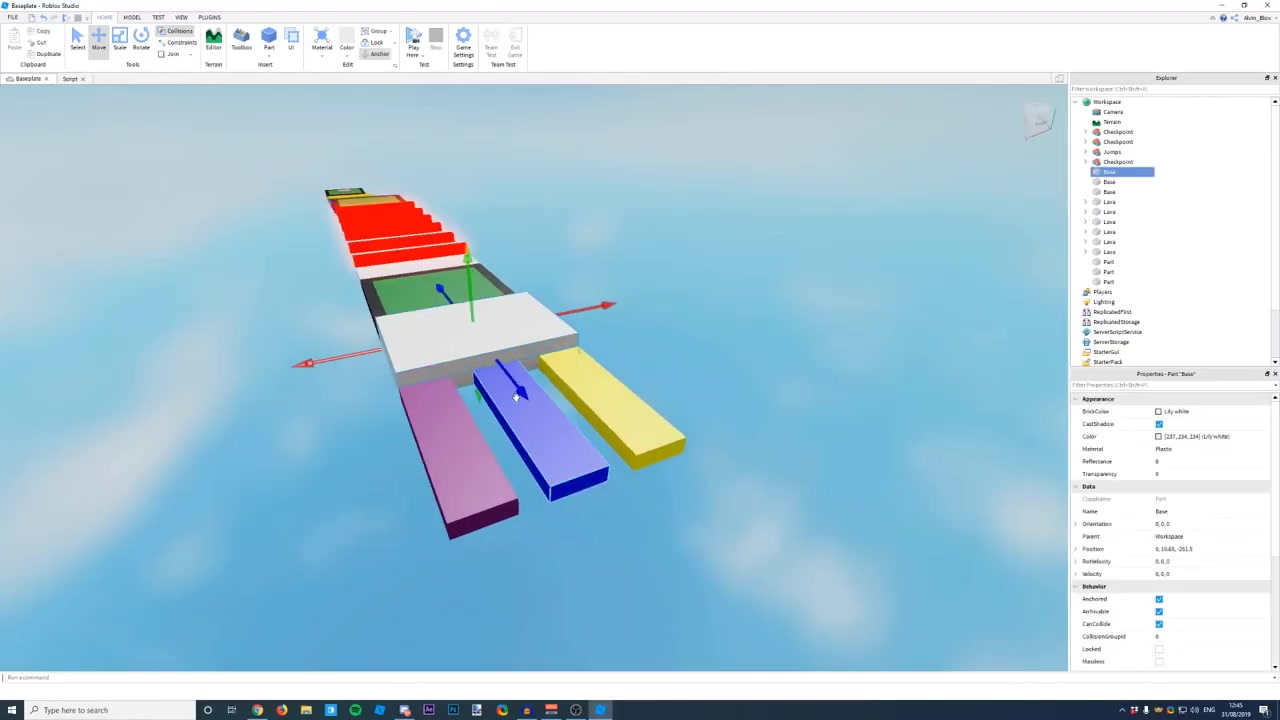 Baseplate - Roblox Studio
FILE HOME MODEL TEST VIEW PLUGINS Alvin_Blox
Copy Collisions Group
Cut Constraints Lock
Paste Duplicate Select Move Scale Rotate Join Editor Toolbox Part UI Material Color Anchor Play Here Stop Game Settings Team Test Exit Game
Clipboard Tools Terrain Insert Edit Test Settings Team Test
Baseplate Script Explorer
Filter workspace (Ctrl+Shift+X)
Workspace
Camera
Terrain
Checkpoint
Checkpoint
Jumps
Checkpoint
Base
Base
Base
Lava
Lava
Lava
Lava
Lava
Lava
Part
Part
Part
Players
Lighting
ReplicatedFirst
ReplicatedStorage
ServerScriptService
ServerStorage
StarterGui
StarterPack
Properties - Part "Base"
Filter Properties (Ctrl+Shift+P)
Appearance
BrickColor Lily white
CastShadow
Color [237, 234, 234] (Lily white)
Material Plastic
Reflectance 0
Transparency 0
Data
ClassName Part
Name Base
Orientation 0, 0, 0
Parent Workspace
Position
RotVelocity 0, 0, 0
Velocity 0, 0, 0
Behavior
Anchored
Archivable
CanCollide
CollisionGroupId 0
Locked
Massless
Run a command
Type here to search ENG 12:45
31/08/2019